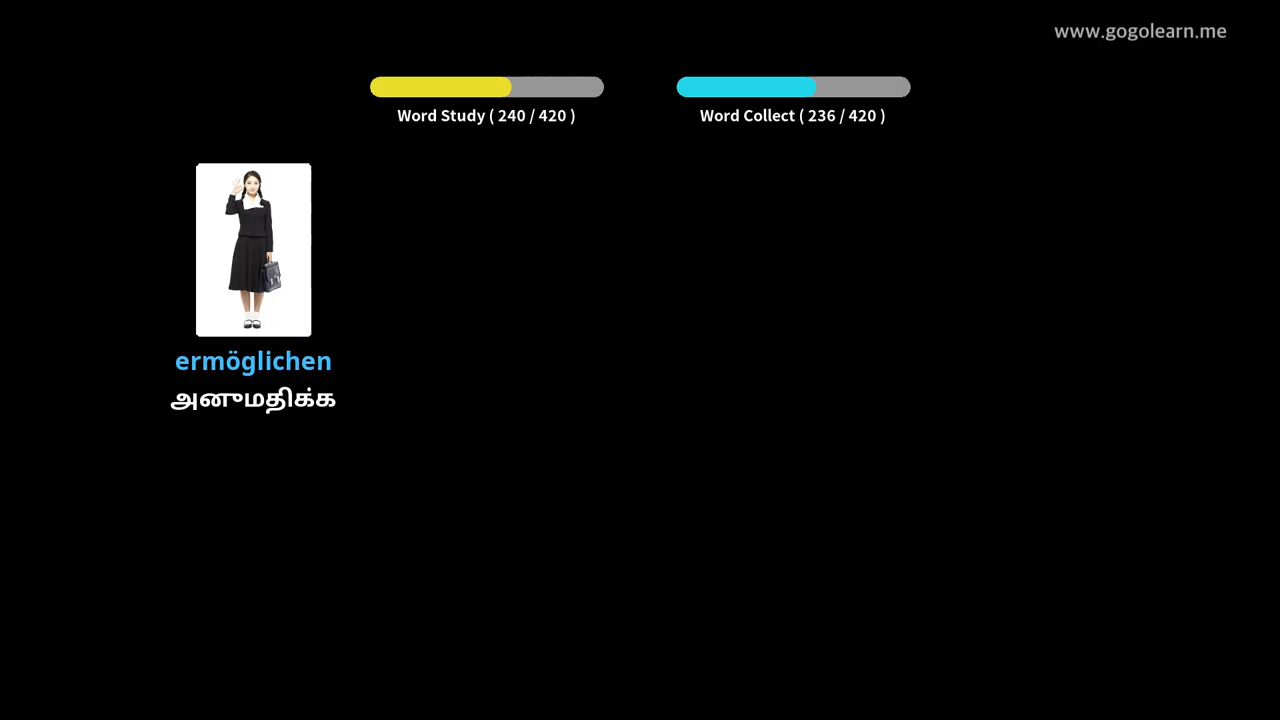 www.gogolearn.me
Word Study ( 240 / 420 )
Word Collect ( 236 / 420 )
ermöglichen
அனுமதிக்க